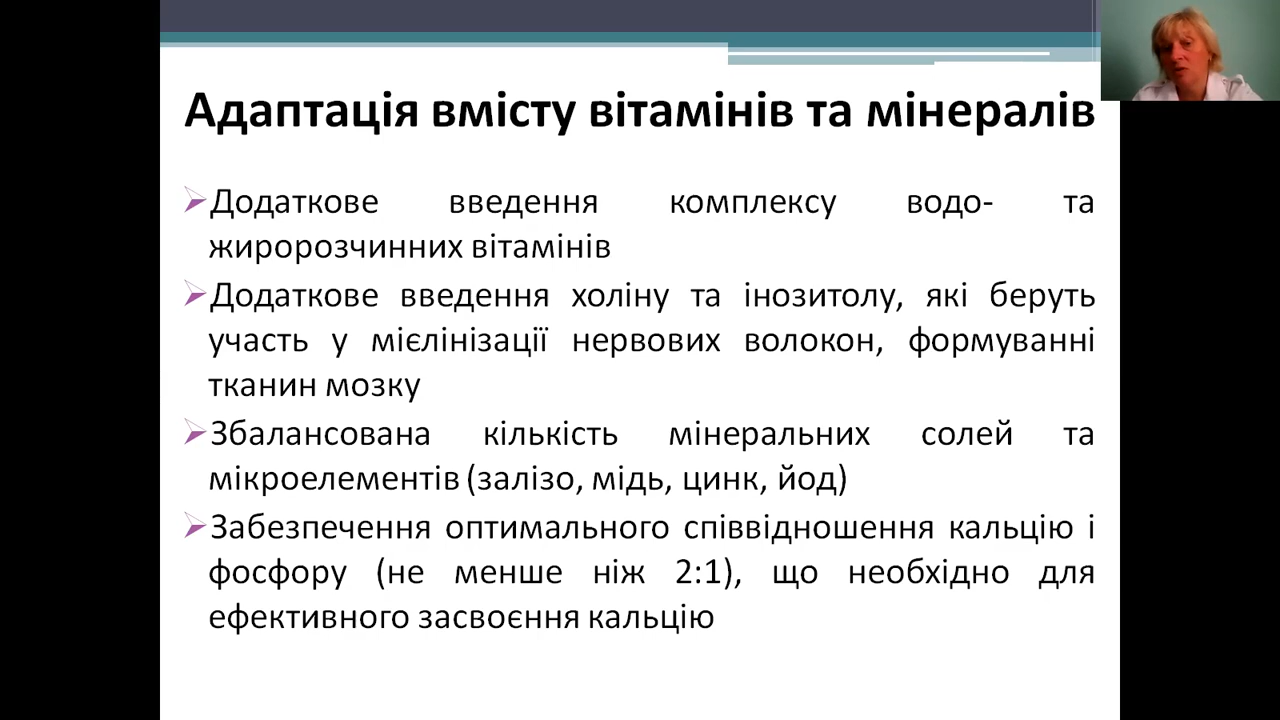 Адаптація вмісту вітамінів та мінералів
Додаткове введення комплексу водо- та
жиророзчинних вітамінів
Додаткове введення холіну та інозитолу, які беруть
участь у мієлінізації нервових волокон, формуванні
тканин мозку
Збалансована кількість мінеральних солей та
мікроелементів (залізо, мідь, цинк, йод)
Забезпечення оптимального співвідношення кальцію і
фосфору (не менше ніж 2:1), що необхідно для
ефективного засвоєння кальцію